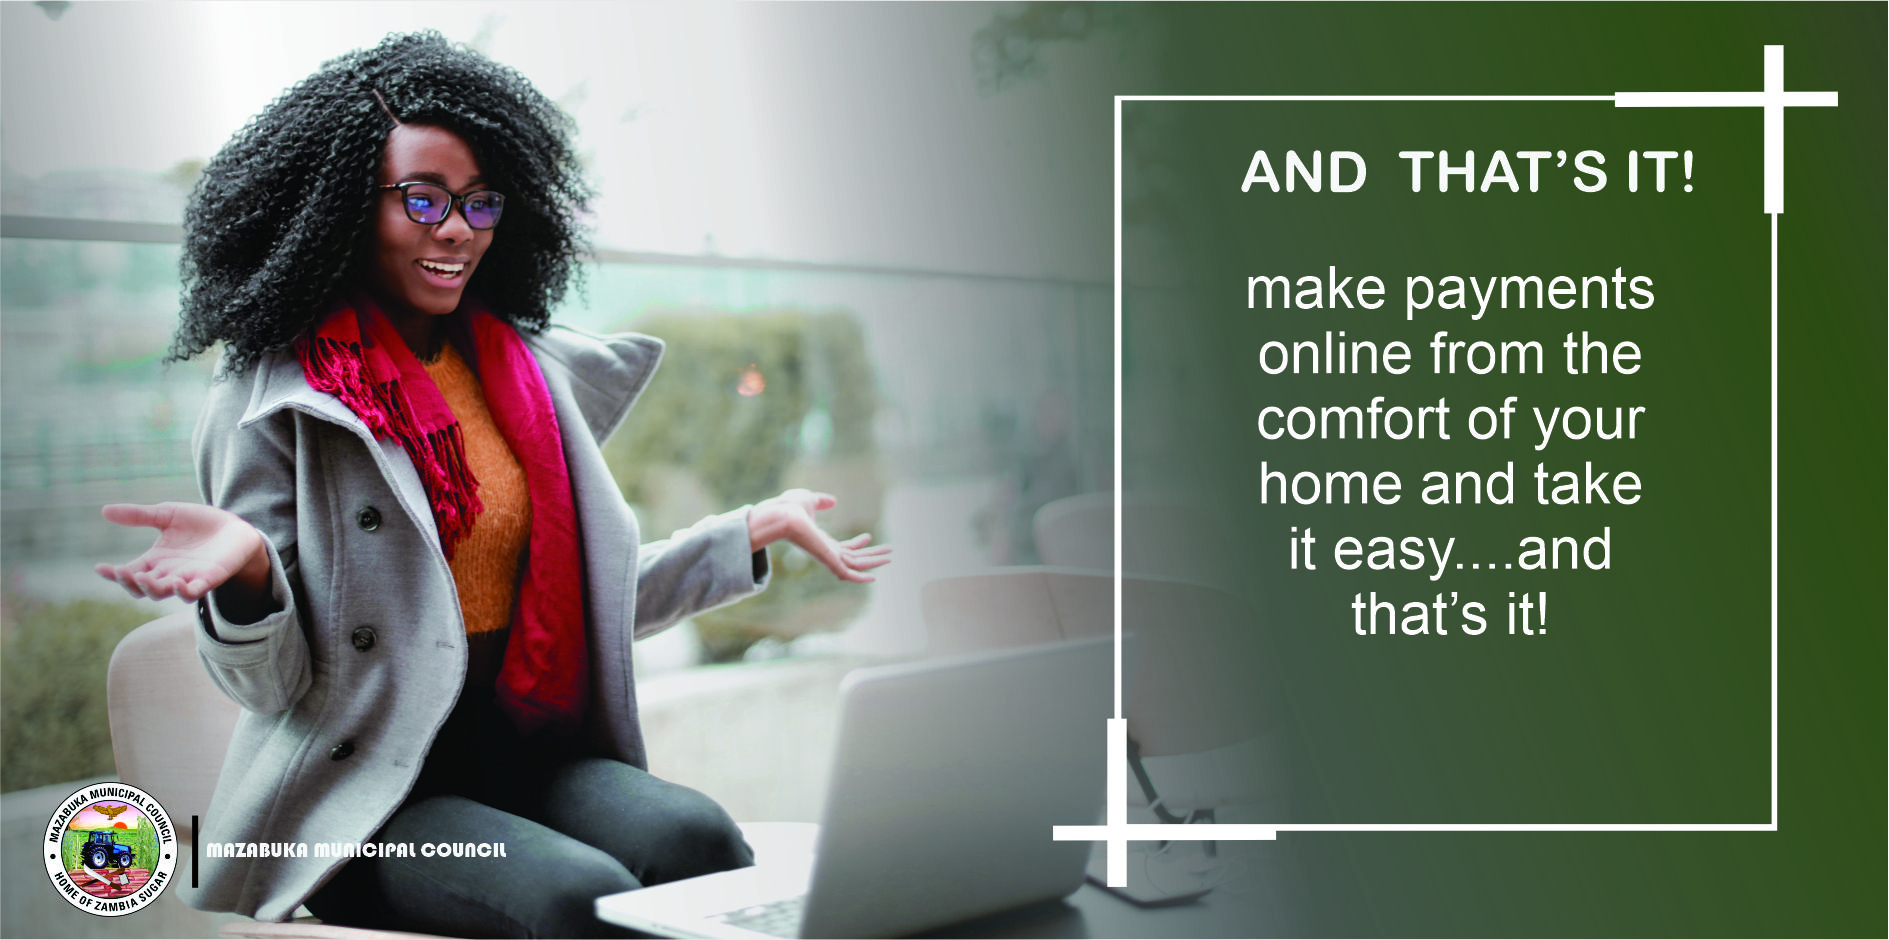 AND THAT'S IT!
make payments
online from the
comfort of your
home and take
it easy....and
that's it!
MAZABUKA MUNICIPAL COUNCIL
HOME OF ZAMBIA SUGAR
MAZABUKA MUNICIPAL COUNCIL